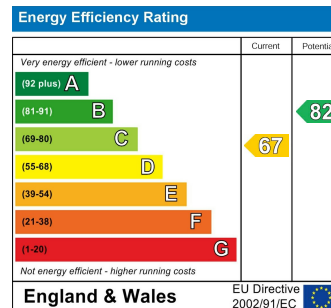 Energy Efficiency Rating
Current Potentia
Very energy efficient - lower running costs
(92 plus) A
(81-91) B 82
(69-80) C 67
(55-68) D
(39-54) E
(21-38) F
(1-20) G
Not energy efficient - higher running costs
England & Wales
EU Directive
2002/91/EC